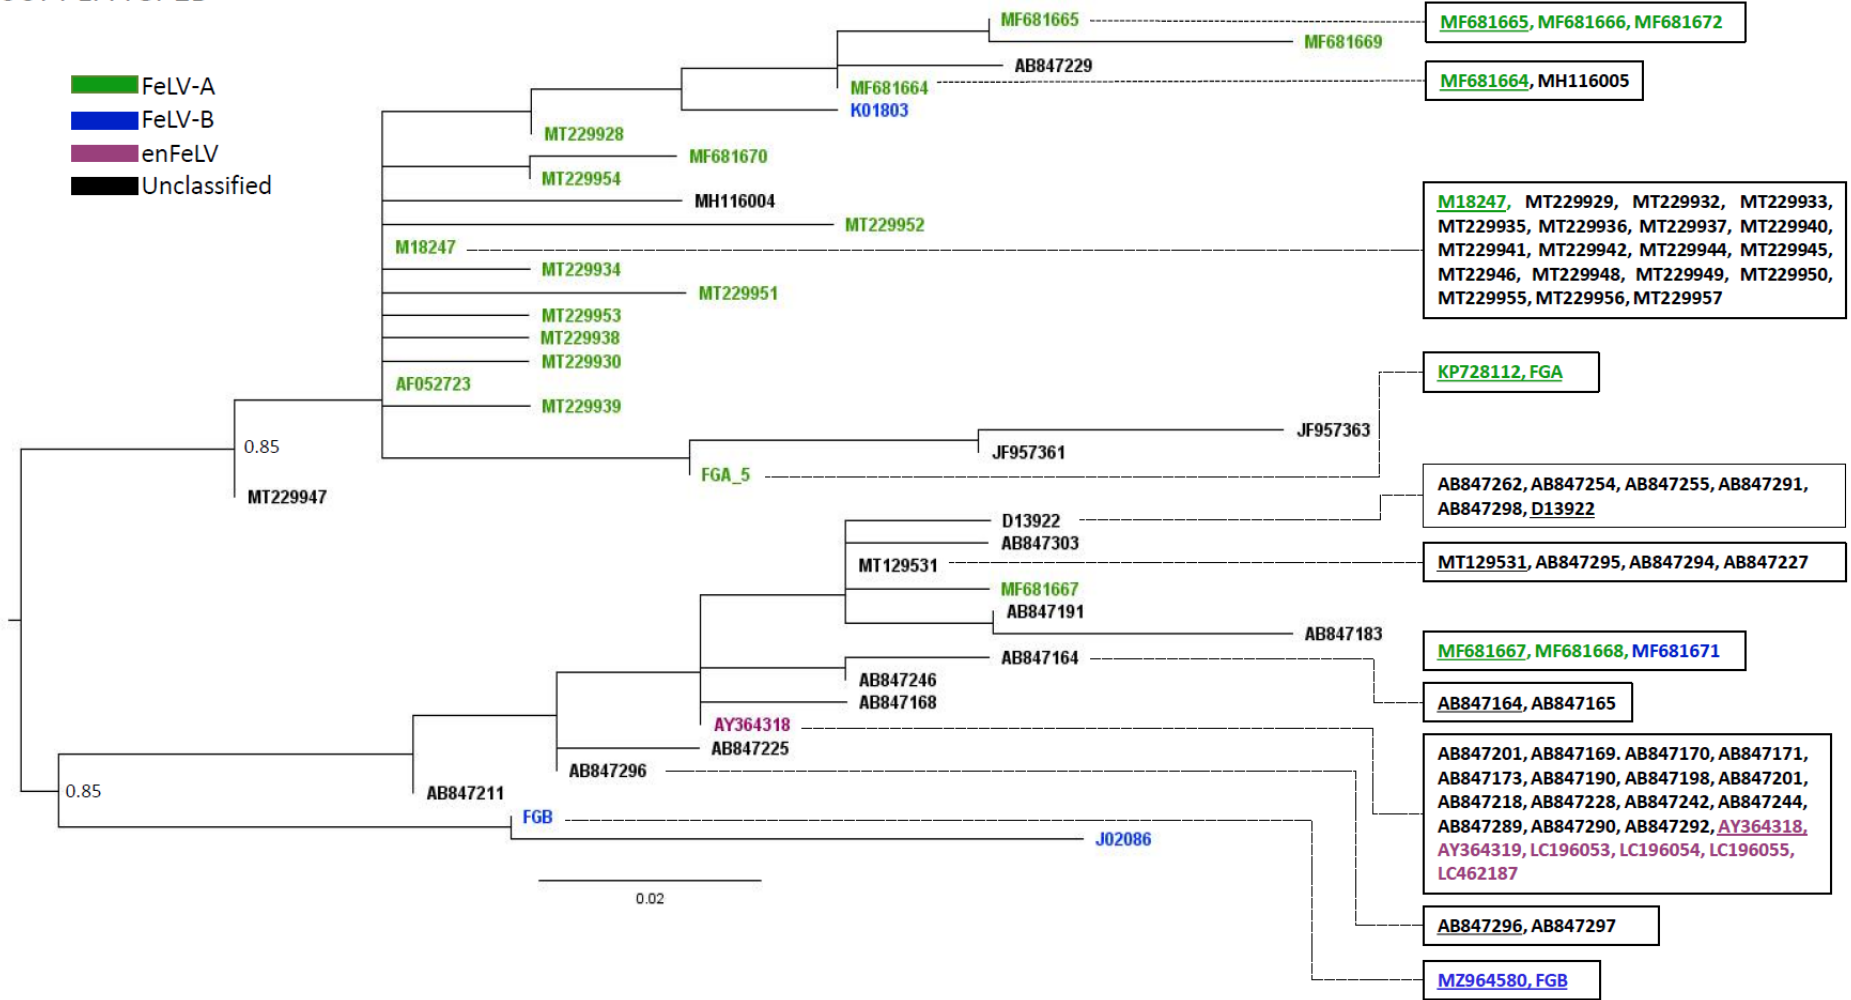 MF681665
MF681665, MF681666, MF681672
MF681669
AB847229
FeLV-A
MF681664
MF681664, MH116005
K01803
FeLV-B
MT229928
enFeLV
MF681670
MT229954
Unclassified
MH116004
M18247, MT229929, MT229932, MT229933,
MT229935, MT229936, MT229937, MT229940,
MT229941, MT229942, MT229944, MT229945,
MT22946, MT229948, MT229949, MT229950,
MT229955, MT229956, MT229957
MT229952
M18247
MT229934
MT229951
MT229953
MT229938
MT229930
KP728112, FGA
AF052723
MT229939
JF957363
0.85
JF957361
FGA_5
MT229947
AB847262, AB847254, AB847255, AB847291,
AB847298, D13922
D13922
AB847303
MT129531
MT129531, AB847295, AB847294, AB847227
MF681667
AB847191
AB847183
MF681667, MF681668, MF681671
AB847164
AB847246
AB847168
AB847164, AB847165
AY364318
AB847225
AB847296
AB847201, AB847169. AB847170, AB847171,
AB847173, AB847190, AB847198, AB847201,
AB847218, AB847228, AB847242, AB847244,
AB847289, AB847290, AB847292, AY364318,
AY364319, LC196053, LC196054, LC196055,
LC462187
0.85
AB847211
FGB
J02086
0.02
AB847296, AB847297
MZ964580, FGB